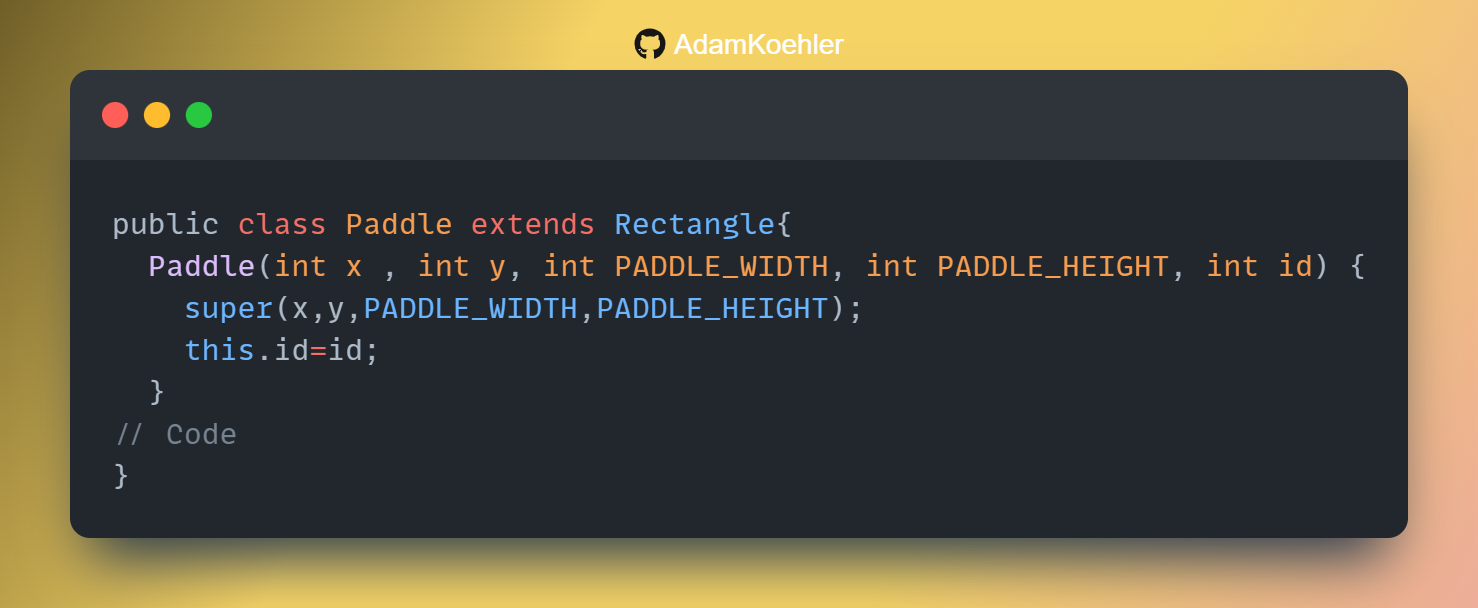 AdamKoehler
public class Paddle extends Rectangle{
  Paddle(int x , int y, int PADDLE_WIDTH, int PADDLE_HEIGHT, int id) {
    super(x,y,PADDLE_WIDTH,PADDLE_HEIGHT);
    this.id=id;
  }
// Code
}